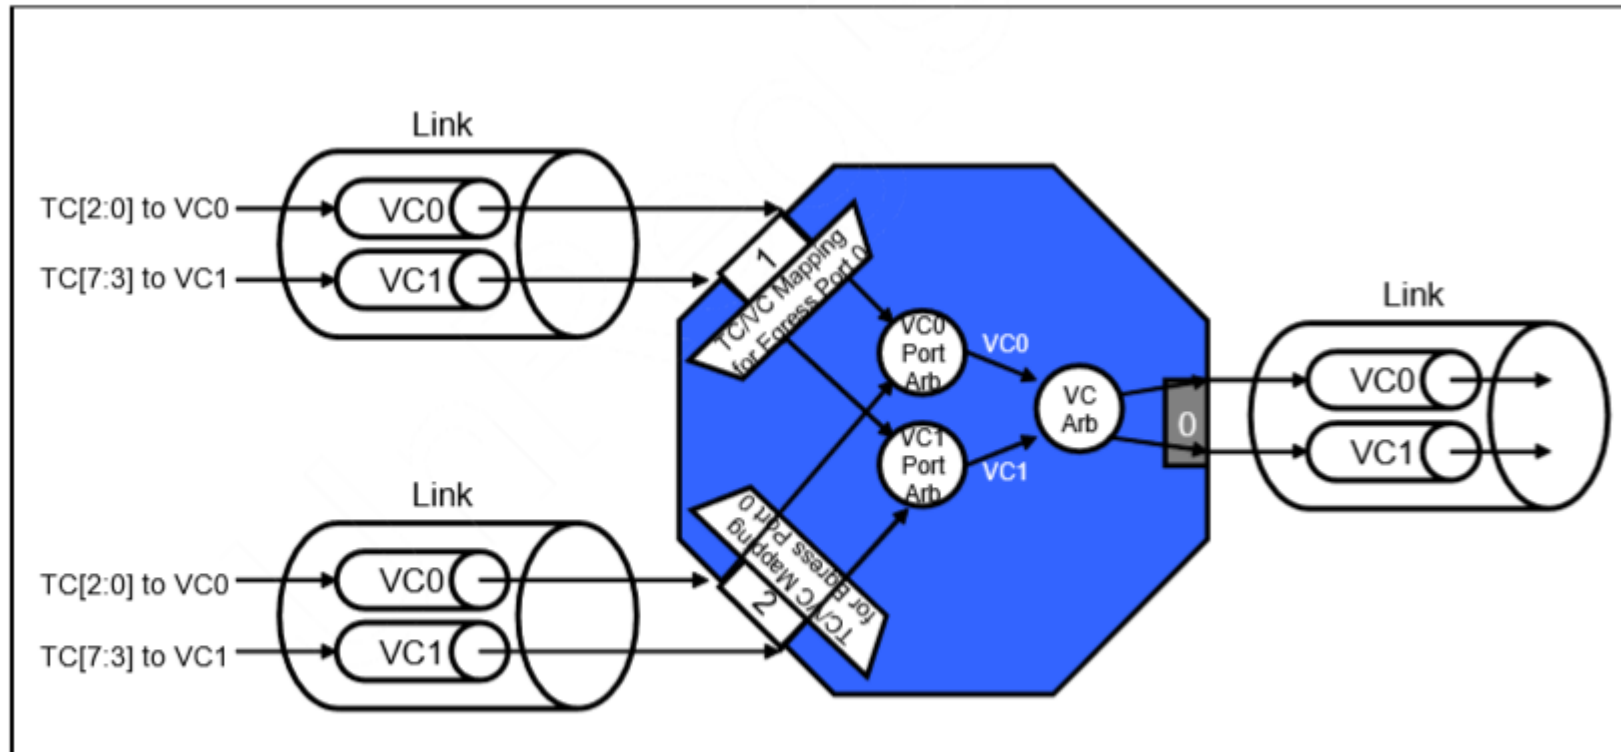 Link
TC[2:0] to VC0
VC0
TC[7:3] to VC1
VC1
1
TC/VC Mapping
for Egress Port 0
VC0
Port
Arb
VC0
VC1
Port
Arb
VC1
VC
Arb
0
Link
VC0
VC1
Link
TC[2:0] to VC0
VC0
TC[7:3] to VC1
VC1
2
TC/VC Mapping
for Egress Port 0